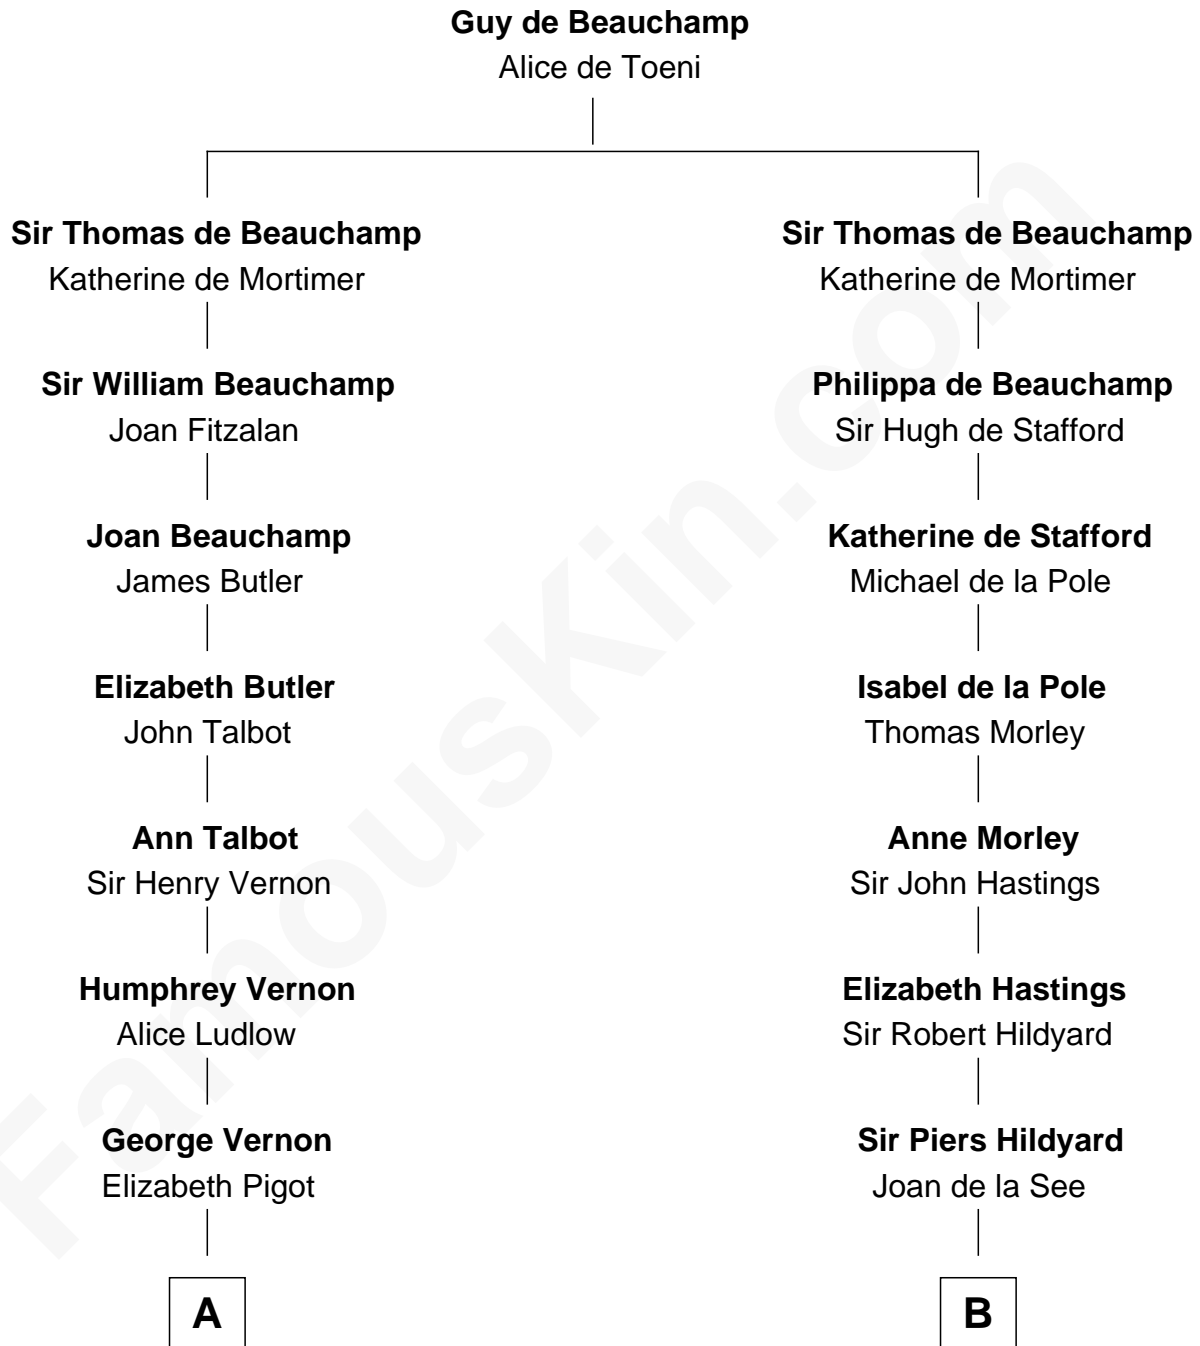 Guy de Beauchamp
Alice de Toeni
Sir Thomas de Beauchamp
Katherine de Mortimer
Sir Thomas de Beauchamp
Katherine de Mortimer
Sir William Beauchamp
Joan Fitzalan
Philippa de Beauchamp
Sir Hugh de Stafford
Joan Beauchamp
James Butler
Katherine de Stafford
Michael de la Pole
Elizabeth Butler
John Talbot
Isabel de la Pole
Thomas Morley
Ann Talbot
Sir Henry Vernon
Anne Morley
Sir John Hastings
Humphrey Vernon
Alice Ludlow
Elizabeth Hastings
Sir Robert Hildyard
George Vernon
Elizabeth Pigot
Sir Piers Hildyard
Joan de la See
A
B
FamousKin.com